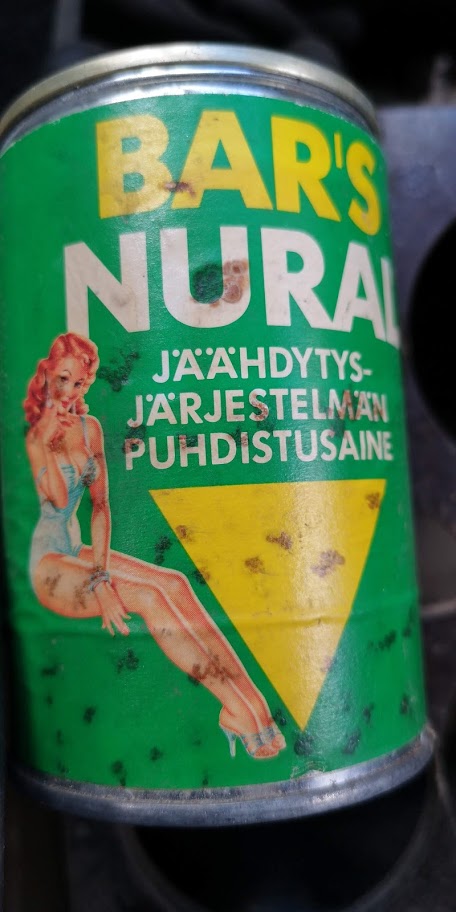 BAR'S
NURAL
JÄÄHDYTYS-
JÄRJESTELMÄN
PUHDISTUSAINE